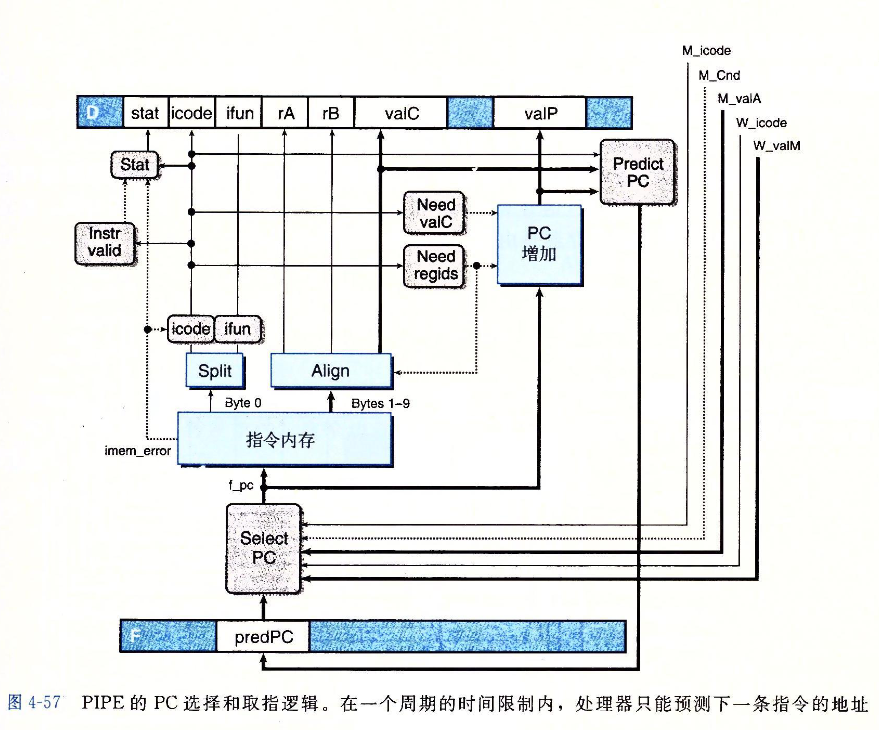 M_icode
M_Cnd
M_valA
W_icode
W_valM
D stat icode ifun rA rB valC valP
Stat
Predict
PC
Instr
valid
Need
valC
Need
regids
PC
增加
icode ifun
Split
Align
Byte 0
Bytes 1–9
指令内存
imem_error
f_pc
Select
PC
F predPC
图 4-57 PIPE 的 PC 选择和取指逻辑。在一个周期的时间限制内，处理器只能预测下一条指令的地址